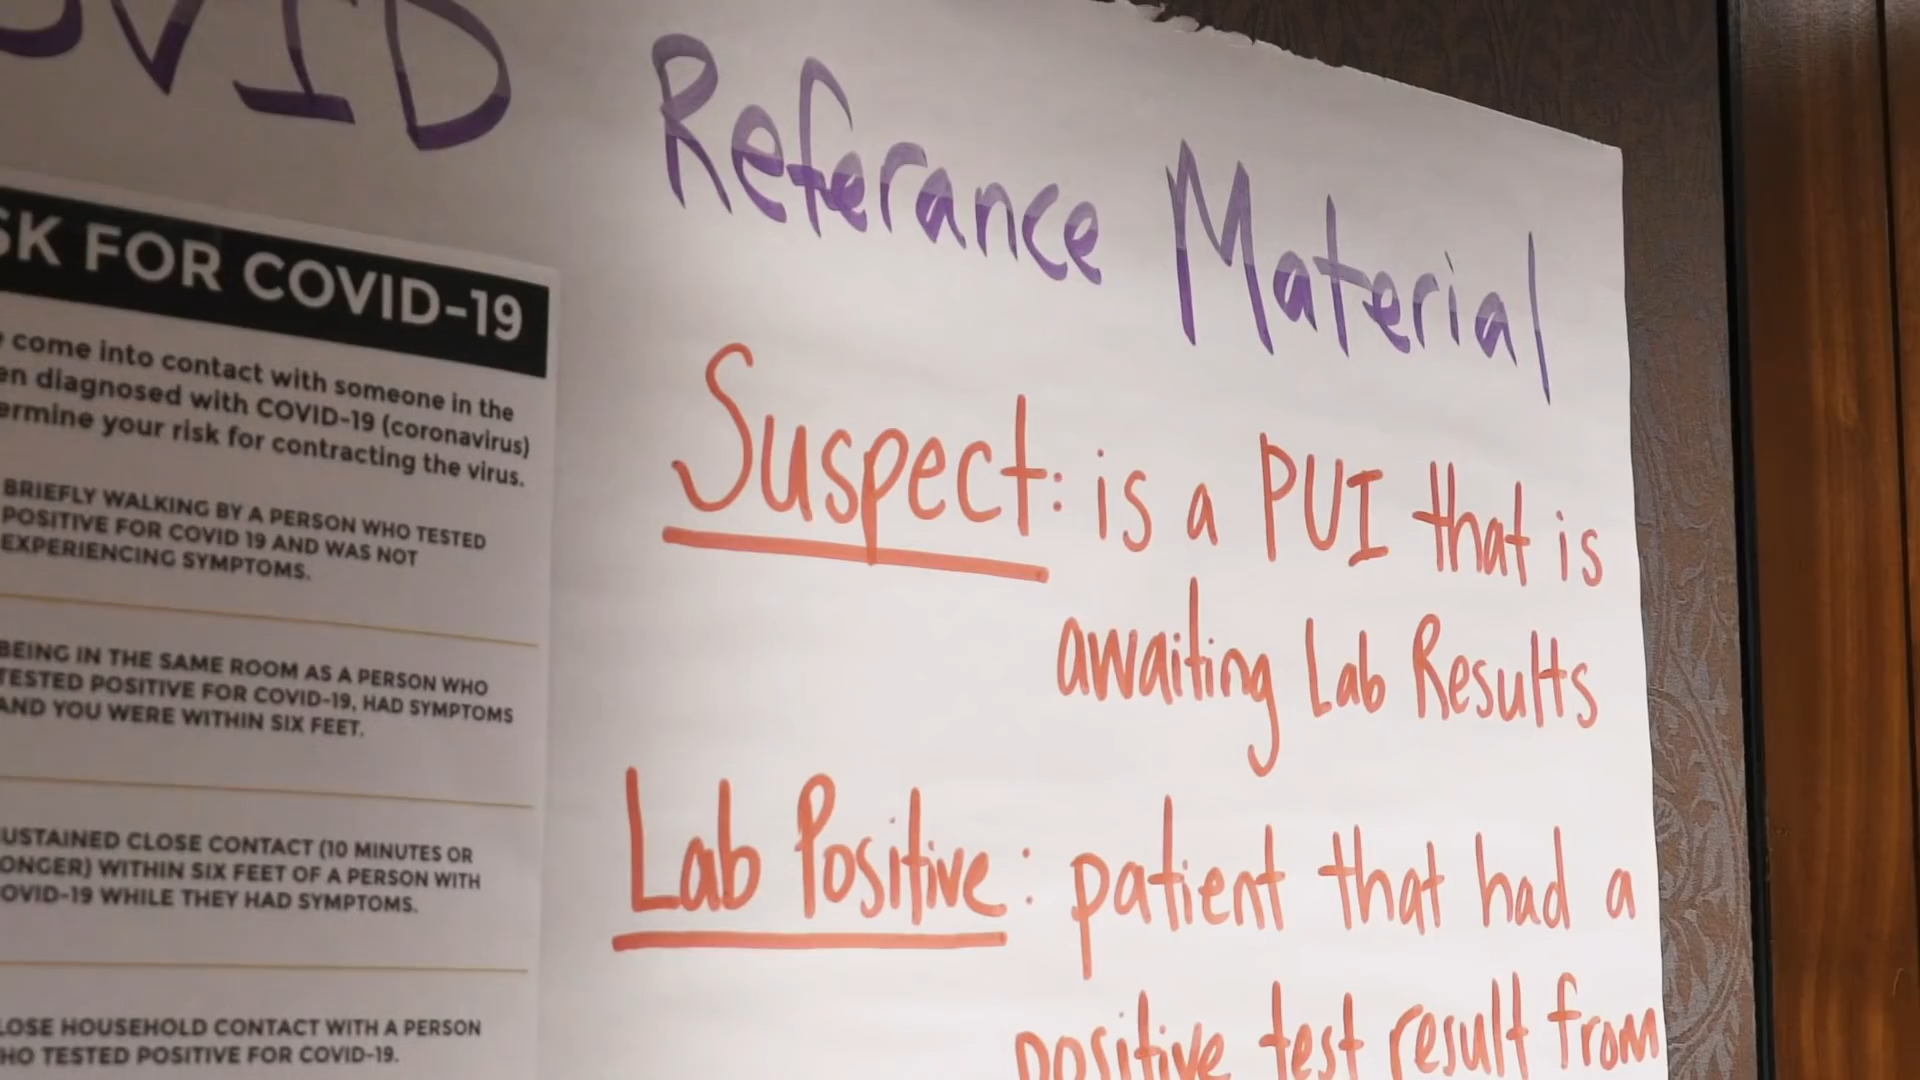 OVID Referance Material
SK FOR COVID-19
come into contact with someone in the
en diagnosed with COVID-19 (coronavirus)
ermine your risk for contracting the virus.
BRIEFLY WALKING BY A PERSON WHO TESTED
POSITIVE FOR COVID 19 AND WAS NOT
EXPERIENCING SYMPTOMS.
BEING IN THE SAME ROOM AS A PERSON WHO
TESTED POSITIVE FOR COVID-19, HAD SYMPTOMS
AND YOU WERE WITHIN SIX FEET.
USTAINED CLOSE CONTACT (10 MINUTES OR
ONGER) WITHIN SIX FEET OF A PERSON WITH
OVID-19 WHILE THEY HAD SYMPTOMS.
LOSE HOUSEHOLD CONTACT WITH A PERSON
HO TESTED POSITIVE FOR COVID-19.
Suspect: is a PUI that is
awaiting Lab Results
Lab Positive: patient that had a
positive test result from